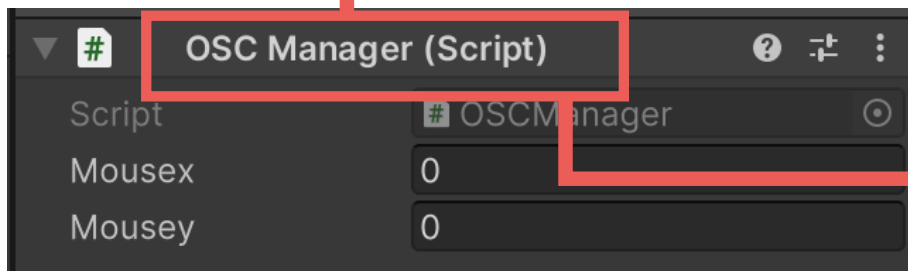 # OSC Manager (Script)
Script # OSCManager
Mousex 0
Mousey 0